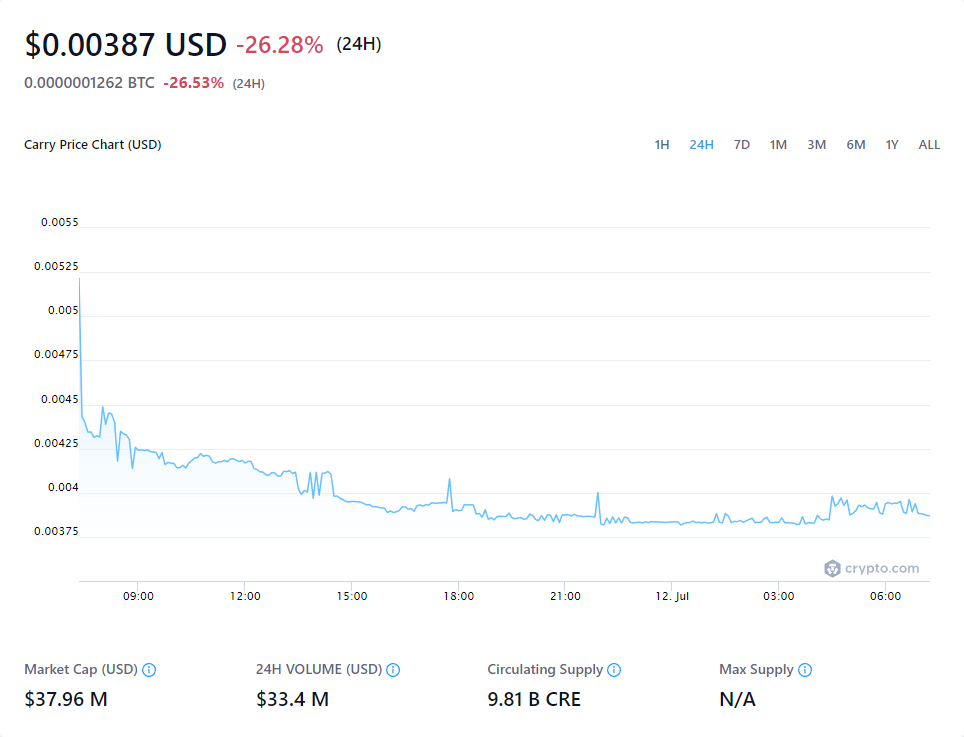 $0.00387 USD -26.28% (24H)
0.0000001262 BTC -26.53% (24H)
Carry Price Chart (USD) 1H 24H 7D 1M 3M 6M 1Y ALL
0.0055
0.00525
0.005
0.00475
0.0045
0.00425
0.004
0.00375
crypto.com
09:00 12:00 15:00 18:00 21:00 12. Jul 03:00 06:00
Market Cap (USD) 24H VOLUME (USD) Circulating Supply Max Supply
$37.96 M $33.4 M 9.81 B CRE N/A